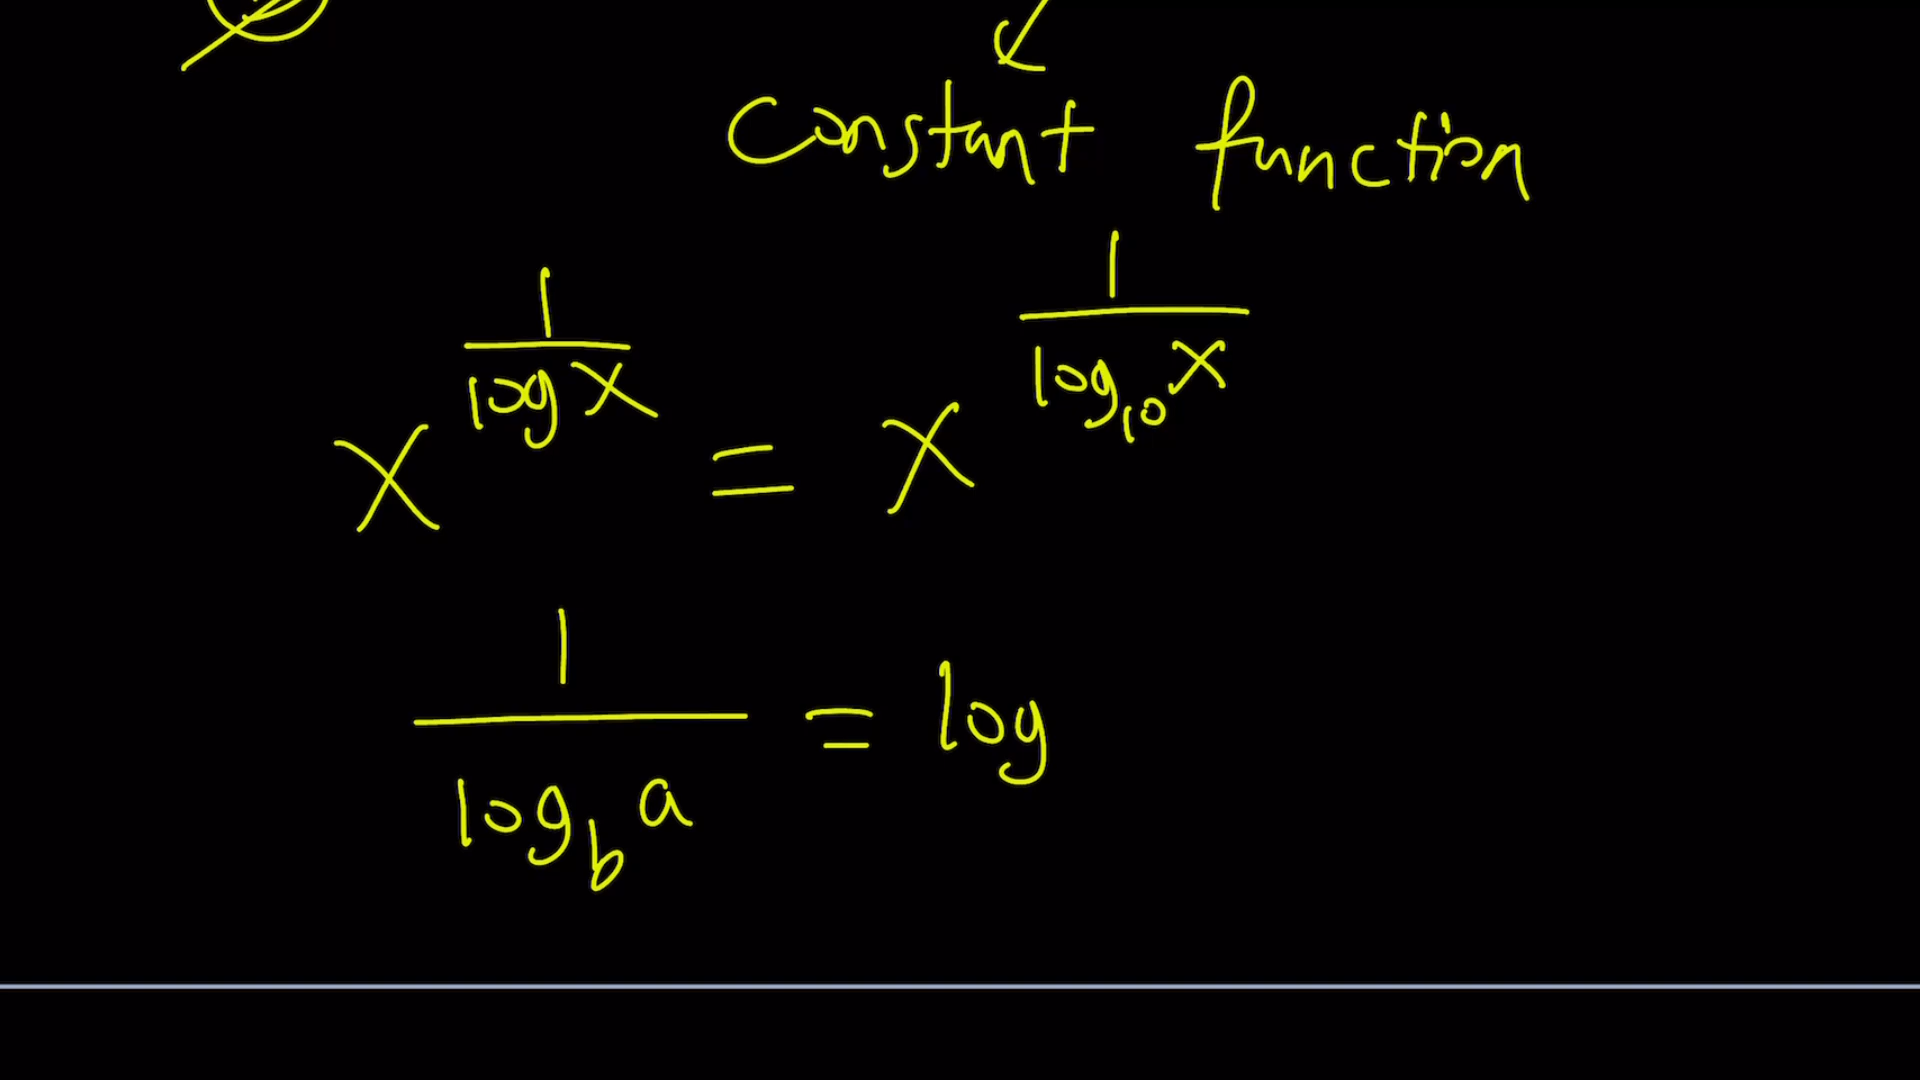 constant function
x^(1/log x) = x^(1/log₁₀ x)
1/log_b a = log